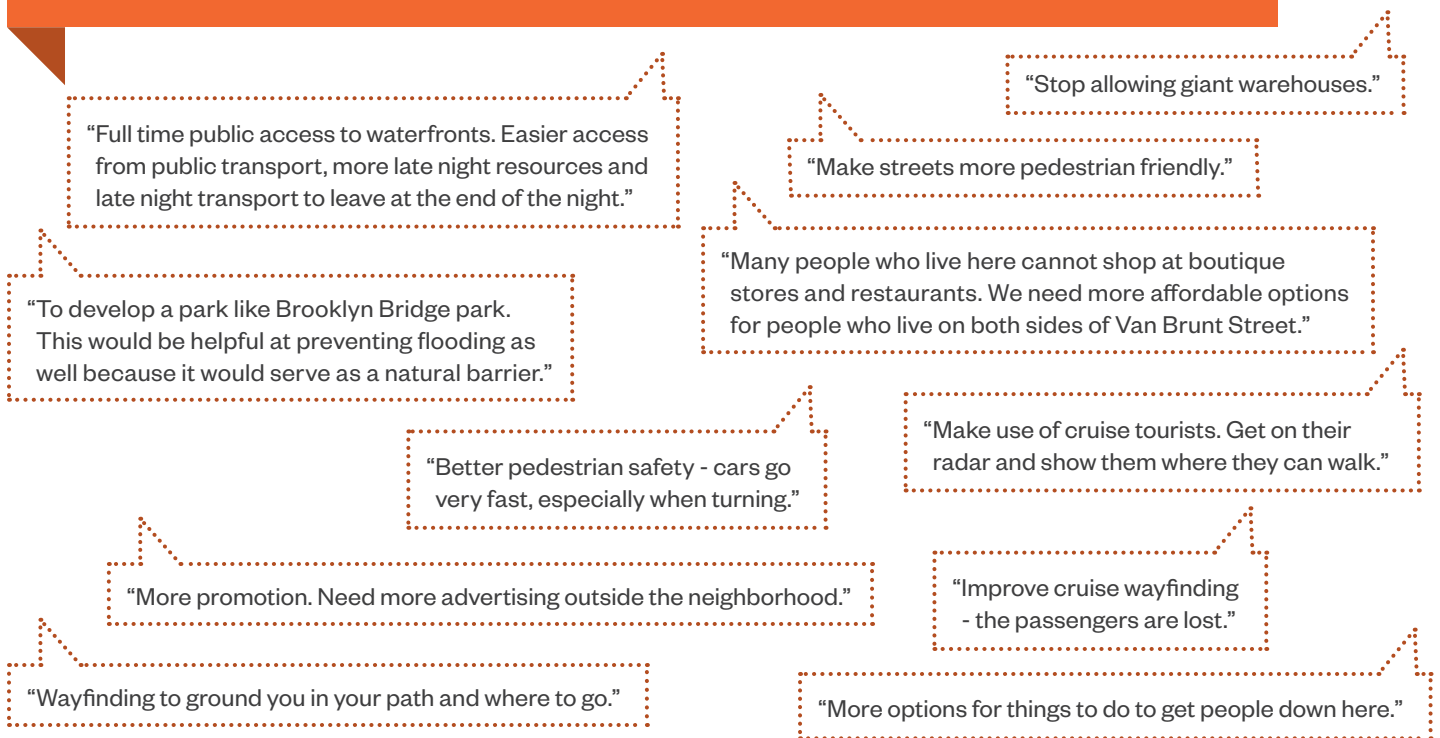 “Stop allowing giant warehouses.”
“Full time public access to waterfronts. Easier access
from public transport, more late night resources and
late night transport to leave at the end of the night.”
“Make streets more pedestrian friendly.”
“Many people who live here cannot shop at boutique
stores and restaurants. We need more affordable options
for people who live on both sides of Van Brunt Street.”
“To develop a park like Brooklyn Bridge park.
This would be helpful at preventing flooding as
well because it would serve as a natural barrier.”
“Make use of cruise tourists. Get on their
radar and show them where they can walk.”
“Better pedestrian safety - cars go
very fast, especially when turning.”
“More promotion. Need more advertising outside the neighborhood.”
“Improve cruise wayfinding
- the passengers are lost.”
“Wayfinding to ground you in your path and where to go.”
“More options for things to do to get people down here.”